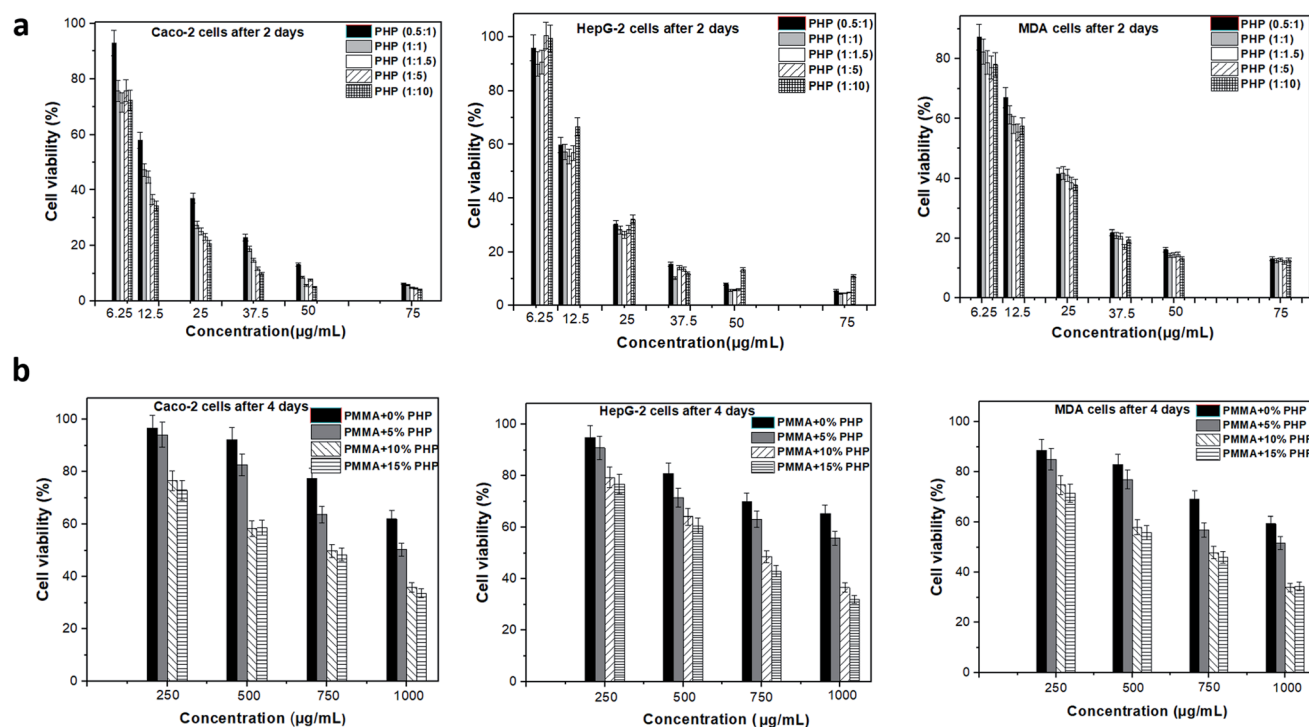 a
Caco-2 cells after 2 days
PHP (0.5:1)
PHP (1:1)
PHP (1:1.5)
PHP (1:5)
PHP (1:10)
Cell viability (%)
100
80
60
40
20
0
6.25 12.5 25 37.5 50 75
Concentration(µg/mL)
HepG-2 cells after 2 days
PHP (0.5:1)
PHP (1:1)
PHP (1:1.5)
PHP (1:5)
PHP (1:10)
Cell viability (%)
100
80
60
40
20
0
6.25 12.5 25 37.5 50 75
Concentration(µg/mL)
MDA cells after 2 days
PHP (0.5:1)
PHP (1:1)
PHP (1:1.5)
PHP (1:5)
PHP (1:10)
Cell viability (%)
80
60
40
20
0
6.25 12.5 25 37.5 50 75
Concentration(µg/mL)
b
Caco-2 cells after 4 days
PMMA+0% PHP
PMMA+5% PHP
PMMA+10% PHP
PMMA+15% PHP
Cell viability (%)
100
80
60
40
20
0
250 500 750 1000
Concentration (µg/mL)
HepG-2 cells after 4 days
PMMA+0% PHP
PMMA+5% PHP
PMMA+10% PHP
PMMA+15% PHP
Cell viability (%)
100
80
60
40
20
0
250 500 750 1000
Concentration (µg/mL)
MDA cells after 4 days
PMMA+0% PHP
PMMA+5% PHP
PMMA+10% PHP
PMMA+15% PHP
Cell viability (%)
100
80
60
40
20
0
250 500 750 1000
Concentration (µg/mL)